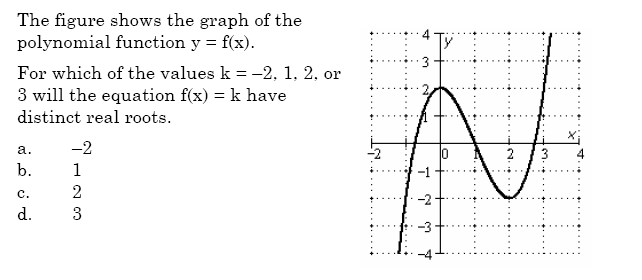 The figure shows the graph of the
polynomial function y = f(x).
For which of the values k = −2, 1, 2, or
3 will the equation f(x) = k have
distinct real roots.
a. −2
b. 1
c. 2
d. 3
4
y
3
2
1
x
−2
0
1
2
3
4
−1
−2
−3
−4